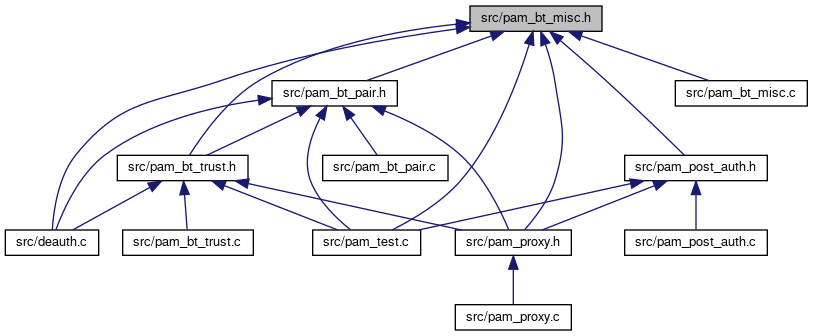 src/pam_bt_misc.h
src/pam_bt_pair.h
src/pam_bt_misc.c
src/pam_bt_trust.h
src/pam_bt_pair.c
src/pam_post_auth.h
src/deauth.c
src/pam_bt_trust.c
src/pam_test.c
src/pam_proxy.h
src/pam_post_auth.c
src/pam_proxy.c